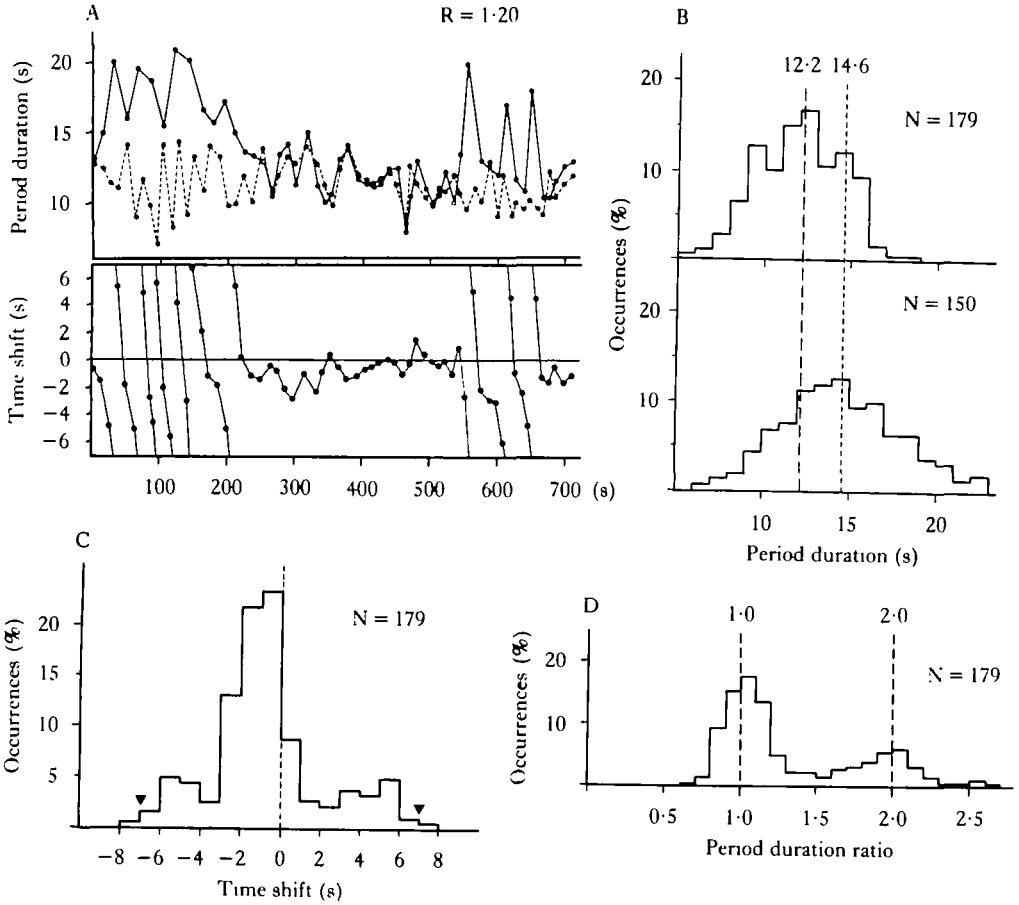 A
R = 1·20
Period duration (s)
20
15
10
Time shift (s)
6
4
2
0
−2
−4
−6
100 200 300 400 500 600 700 (s)
B
12·2 14·6
20
N = 179
10
Occurrences (%)
20
N = 150
10
10 15 20
Period duration (s)
C
Occurrences (%)
20
15
10
5
N = 179
−8 −6 −4 −2 0 2 4 6 8
Time shift (s)
D
1·0 2·0
Occurrences (%)
20
10
N = 179
0·5 1·0 1·5 2·0 2·5
Period duration ratio